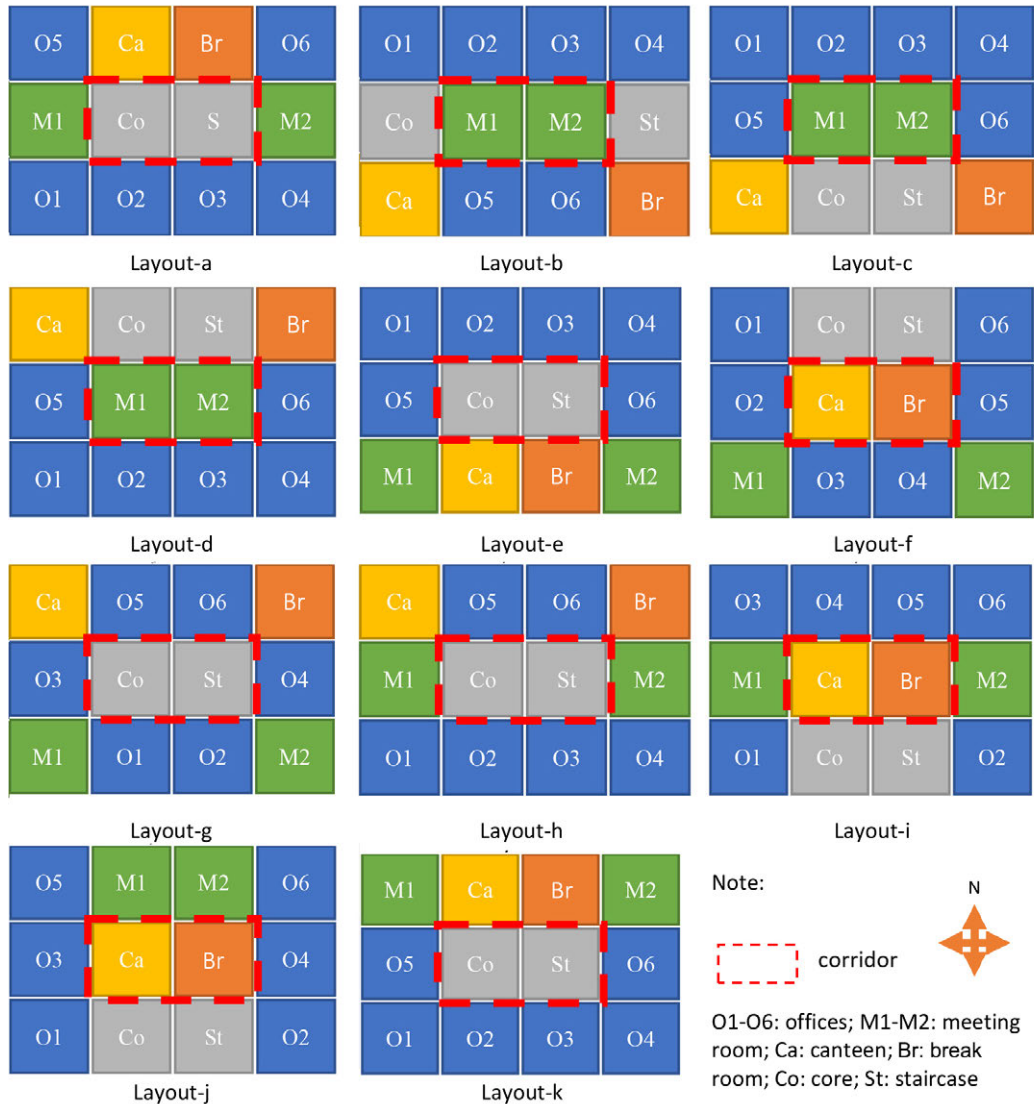 O5 Ca Br O6 O1 O2 O3 O4 O1 O2 O3 O4
M1 Co S M2 Co M1 M2 St O5 M1 M2 O6
O1 O2 O3 O4 Ca O5 O6 Br Ca Co St Br
Layout-a Layout-b Layout-c
Ca Co St Br O1 O2 O3 O4 O1 Co St O6
O5 M1 M2 O6 O5 Co St O6 O2 Ca Br O5
O1 O2 O3 O4 M1 Ca Br M2 M1 O3 O4 M2
Layout-d Layout-e Layout-f
Ca O5 O6 Br Ca O5 O6 Br O3 O4 O5 O6
O3 Co St O4 M1 Co St M2 M1 Ca Br M2
M1 O1 O2 M2 O1 O2 O3 O4 O1 Co St O2
Layout-g Layout-h Layout-i
O5 M1 M2 O6 M1 Ca Br M2
O3 Ca Br O4 O5 Co St O6
O1 Co St O2 O1 O2 O3 O4
Layout-j Layout-k
Note:
N
corridor
O1-O6: offices; M1-M2: meeting
room; Ca: canteen; Br: break
room; Co: core; St: staircase